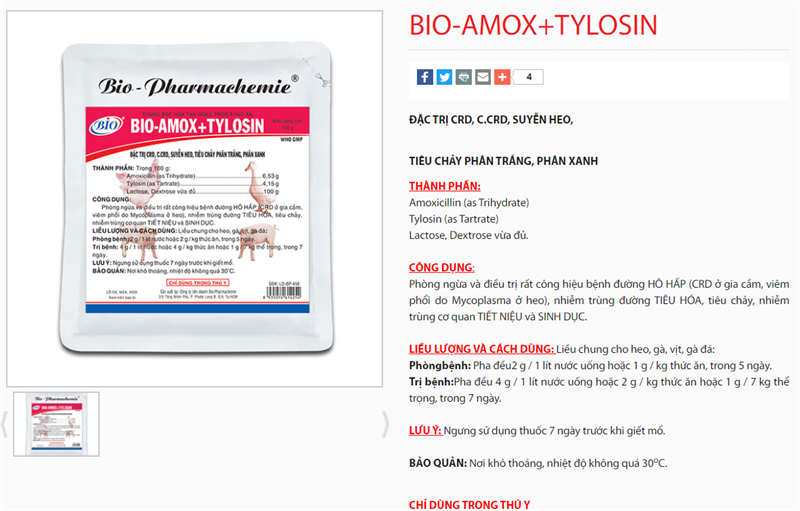 BIO-AMOX+TYLOSIN
4
ĐẶC TRỊ CRD, C.CRD, SUYỄN HEO,
TIÊU CHẢY PHÂN TRẮNG, PHÂN XANH
THÀNH PHẦN:
Amoxicillin (as Trihydrate)
Tylosin (as Tartrate)
Lactose, Dextrose vừa đủ.
CÔNG DỤNG:
Phòng ngừa và điều trị rất công hiệu bệnh đường HÔ HẤP (CRD ở gia cầm, viêm
phổi do Mycoplasma ở heo), nhiễm trùng đường TIÊU HÓA, tiêu chảy, nhiễm
trùng cơ quan TIẾT NIỆU và SINH DỤC.
LIỀU LƯỢNG VÀ CÁCH DÙNG: Liều chung cho heo, gà, vịt, gà đá:
Phòngbệnh: Pha đều2 g / 1 lít nước uống hoặc 1 g / kg thức ăn, trong 5 ngày.
Trị bệnh:Pha đều 4 g / 1 lít nước uống hoặc 2 g / kg thức ăn hoặc 1 g / 7 kg thể
trọng, trong 7 ngày.
LƯU Ý: Ngưng sử dụng thuốc 7 ngày trước khi giết mổ.
BẢO QUẢN: Nơi khô thoáng, nhiệt độ không quá 30ºC.
CHỈ DÙNG TRONG THÚ Y
Bio-Pharmachemie®
THUỐC BỘT HÒA TAN HOẶC TRỘN THỨC ĂN
BIO
BIO-AMOX+TYLOSIN
WHO GMP
ĐẶC TRỊ CRD, C.CRD, SUYỄN HEO, TIÊU CHẢY PHÂN TRẮNG, PHÂN XANH
THÀNH PHẦN: Trong 100 g:
Amoxicillin (as Trihydrate) 6,53 g
Tylosin (as Tartrate) 4,15 g
Lactose, Dextrose vừa đủ 100 g
CÔNG DỤNG:
Phòng ngừa và điều trị rất công hiệu bệnh đường HÔ HẤP (CRD ở gia cầm,
viêm phổi do Mycoplasma ở heo), nhiễm trùng đường TIÊU HÓA, tiêu chảy,
nhiễm trùng cơ quan TIẾT NIỆU và SINH DỤC.
LIỀU LƯỢNG VÀ CÁCH DÙNG: Liều chung cho heo, gà, vịt, gà đá:
Phòng bệnh: 2 g / 1 lít nước hoặc 2 g / kg thức ăn, trong 5 ngày.
Trị bệnh: 4 g / 1 lít nước hoặc 4 g / kg thức ăn hoặc 1 g / 7 kg thể trọng, trong 7
ngày.
LƯU Ý: Ngưng sử dụng thuốc 7 ngày trước khi giết mổ.
BẢO QUẢN: Nơi khô thoáng, nhiệt độ không quá 30ºC.
CHỈ DÙNG TRONG THÚ Y